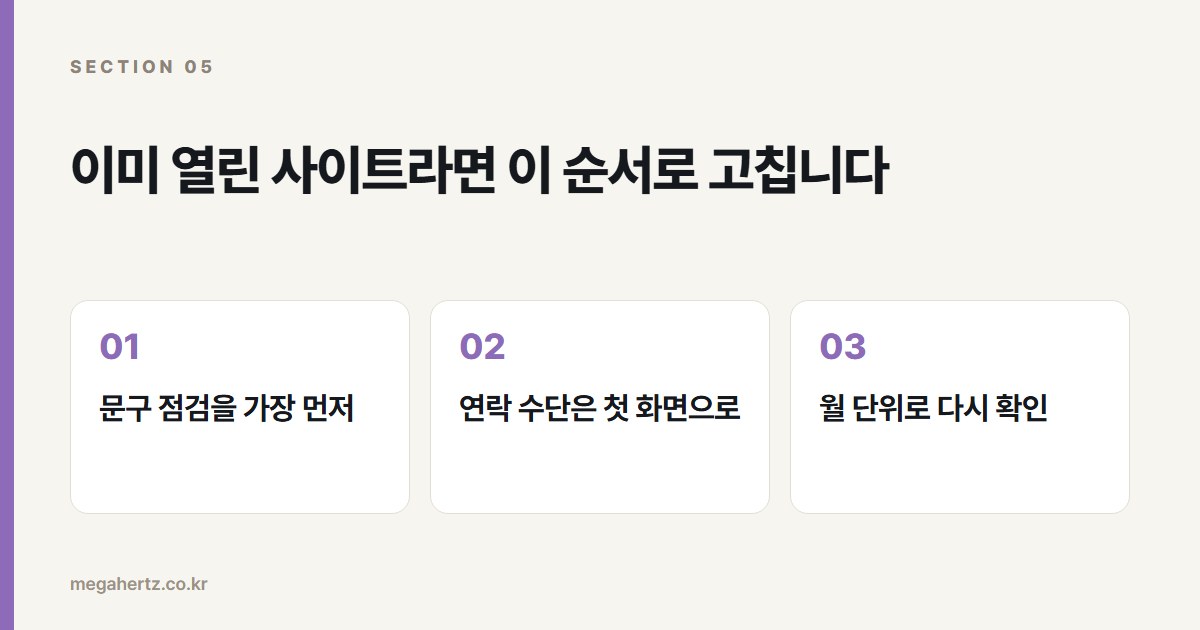 SECTION 05
이미 열린 사이트라면 이 순서로 고칩니다
01
문구 점검을 가장 먼저
02
연락 수단은 첫 화면으로
03
월 단위로 다시 확인
megahertz.co.kr